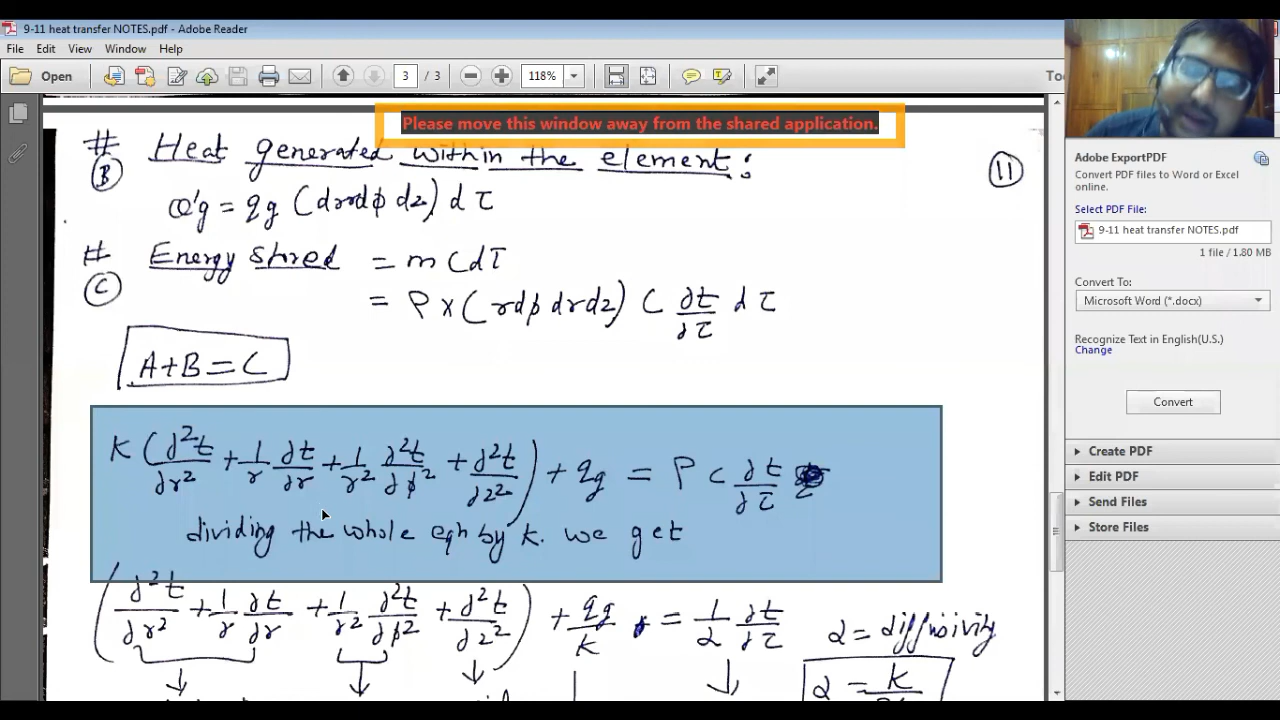 9-11 heat transfer NOTES.pdf - Adobe Reader
File Edit View Window Help
Open 3 / 3 118%
Please move this window away from the shared application.
# Heat generated within the element:
Ⓑ
⑪
Q'g = qg (dr rdϕ dz) dτ
# Energy stored = m C dτ
Ⓒ
= ρ × (rdϕ dr dz) C ∂t/∂τ dτ
A+B=C
K (∂²t/∂r² + 1/r ∂t/∂r + 1/r² ∂²t/∂ϕ² + ∂²t/∂z²) + qg = ρ C ∂t/∂τ
dividing the whole eqn by k. we get
(∂²t/∂r² + 1/r ∂t/∂r + 1/r² ∂²t/∂ϕ² + ∂²t/∂z²) + qg/k = 1/α ∂t/∂τ
α = diffusivity
α = K
Adobe ExportPDF
Convert PDF files to Word or Excel
online.
Select PDF File:
9-11 heat transfer NOTES.pdf
1 file / 1.80 MB
Convert To:
Microsoft Word (*.docx)
Recognize Text in English(U.S.)
Change
Convert
Create PDF
Edit PDF
Send Files
Store Files